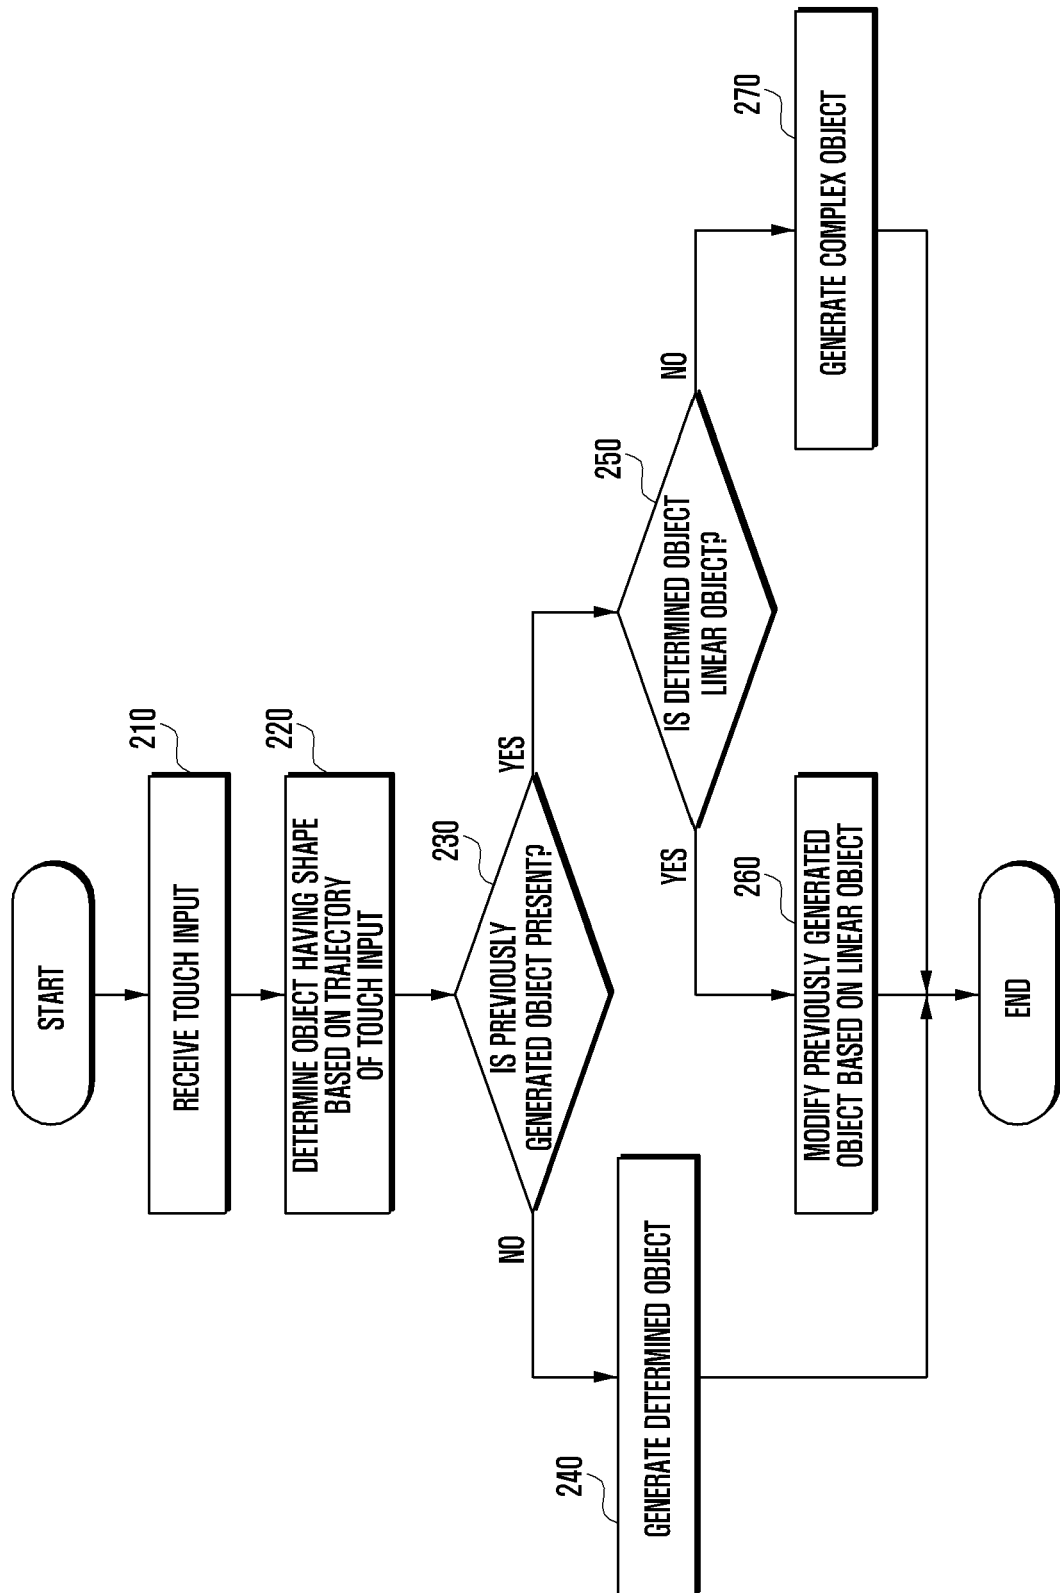 START
210
RECEIVE TOUCH INPUT
220
DETERMINE OBJECT HAVING SHAPE
BASED ON TRAJECTORY
OF TOUCH INPUT
230
IS PREVIOUSLY
GENERATED OBJECT PRESENT?
NO
YES
240
GENERATE DETERMINED OBJECT
250
IS DETERMINED OBJECT
LINEAR OBJECT?
YES
NO
260
MODIFY PREVIOUSLY GENERATED
OBJECT BASED ON LINEAR OBJECT
270
GENERATE COMPLEX OBJECT
END